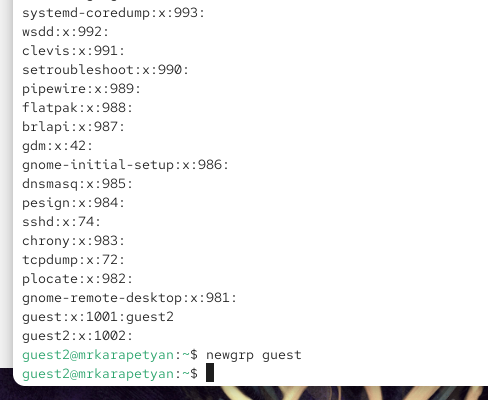 systemd-coredump:x:993:
wsdd:x:992:
clevis:x:991:
setroubleshoot:x:990:
pipewire:x:989:
flatpak:x:988:
brlapi:x:987:
gdm:x:42:
gnome-initial-setup:x:986:
dnsmasq:x:985:
pesign:x:984:
sshd:x:74:
chrony:x:983:
tcpdump:x:72:
plocate:x:982:
gnome-remote-desktop:x:981:
guest:x:1001:guest2
guest2:x:1002:
guest2@mrkarapetyan:~$ newgrp guest
guest2@mrkarapetyan:~$